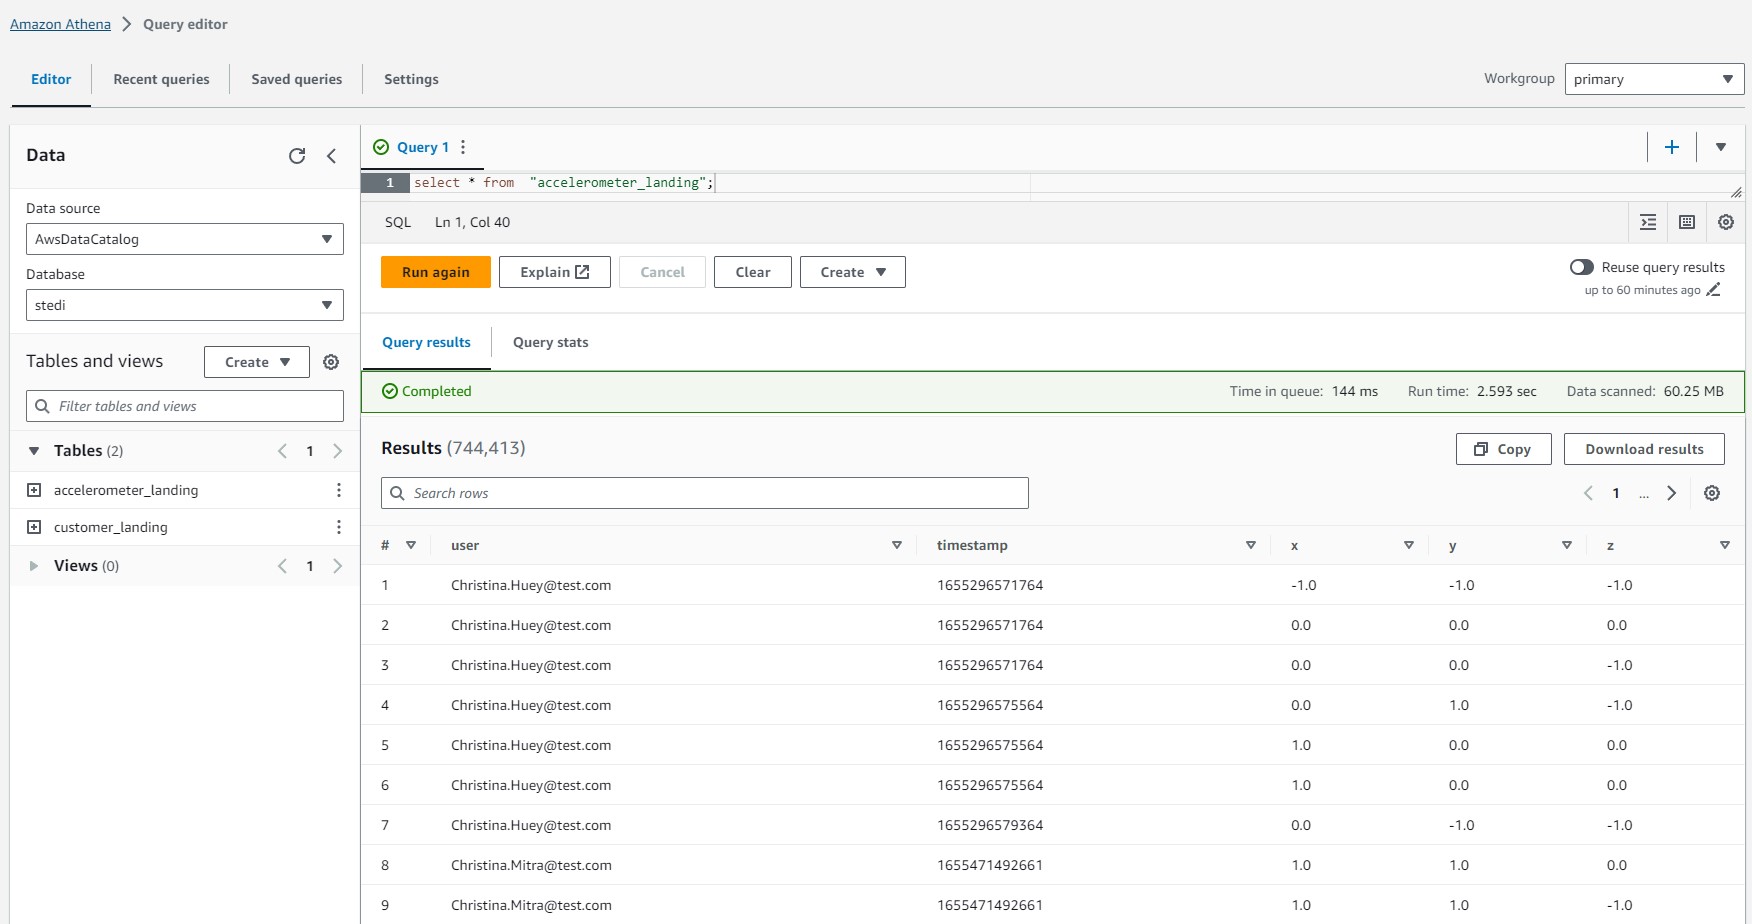 Amazon Athena > Query editor
Editor Recent queries Saved queries Settings Workgroup primary
Data
Data source
AwsDataCatalog
Database
stedi
Tables and views Create
Filter tables and views
Tables (2) 1
accelerometer_landing
customer_landing
Views (0) 1
Query 1
1 select * from "accelerometer_landing";
SQL Ln 1, Col 40
Run again Explain Cancel Clear Create Reuse query results
up to 60 minutes ago
Query results Query stats
Completed Time in queue: 144 ms Run time: 2.593 sec Data scanned: 60.25 MB
Results (744,413) Copy Download results
Search rows 1 ...
# user timestamp x y z
1 Christina.Huey@test.com 1655296571764 -1.0 -1.0 -1.0
2 Christina.Huey@test.com 1655296571764 0.0 0.0 0.0
3 Christina.Huey@test.com 1655296571764 0.0 0.0 -1.0
4 Christina.Huey@test.com 1655296575564 0.0 1.0 -1.0
5 Christina.Huey@test.com 1655296575564 1.0 0.0 0.0
6 Christina.Huey@test.com 1655296575564 1.0 0.0 0.0
7 Christina.Huey@test.com 1655296579364 0.0 -1.0 -1.0
8 Christina.Mitra@test.com 1655471492661 1.0 1.0 0.0
9 Christina.Mitra@test.com 1655471492661 1.0 1.0 -1.0